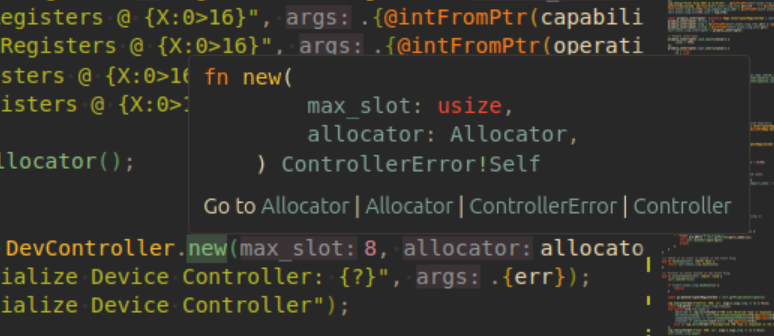 egisters @ {X:0>16}", args: .{@intFromPtr(capabili
Registers @ {X:0>16}", args: .{@intFromPtr(operati
sters @ {X:0>16
isters @ {X:0>1
fn new(
max_slot: usize,
allocator: Allocator,
) ControllerError!Self
Go to Allocator | Allocator | ControllerError | Controller
llocator();
DevController.new(max_slot: 8, allocator: allocato
ialize Device Controller: {?}", args: .{err});
ialize Device Controller");